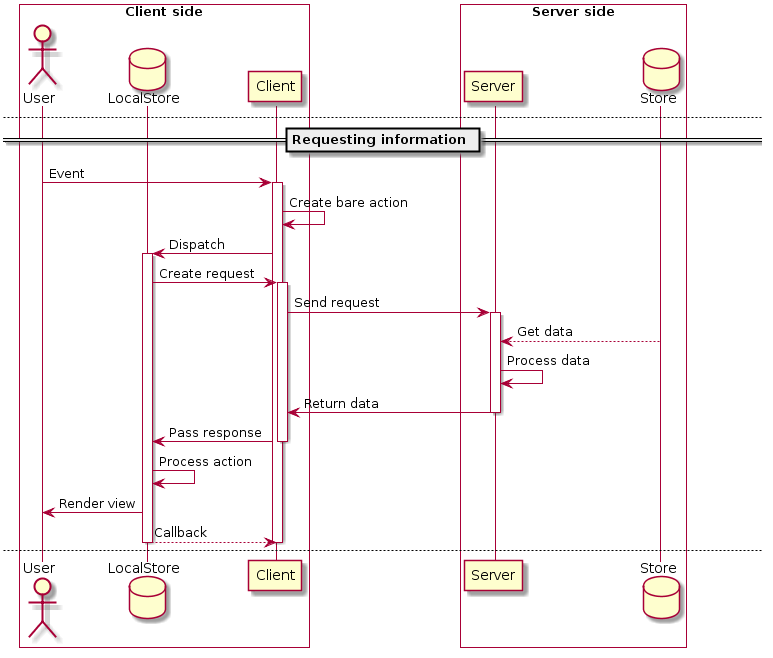 Client side
Server side
User
LocalStore
Client
Server
Store
Requesting information
Event
Create bare action
Dispatch
Create request
Send request
Get data
Process data
Return data
Pass response
Process action
Render view
Callback
User
LocalStore
Client
Server
Store